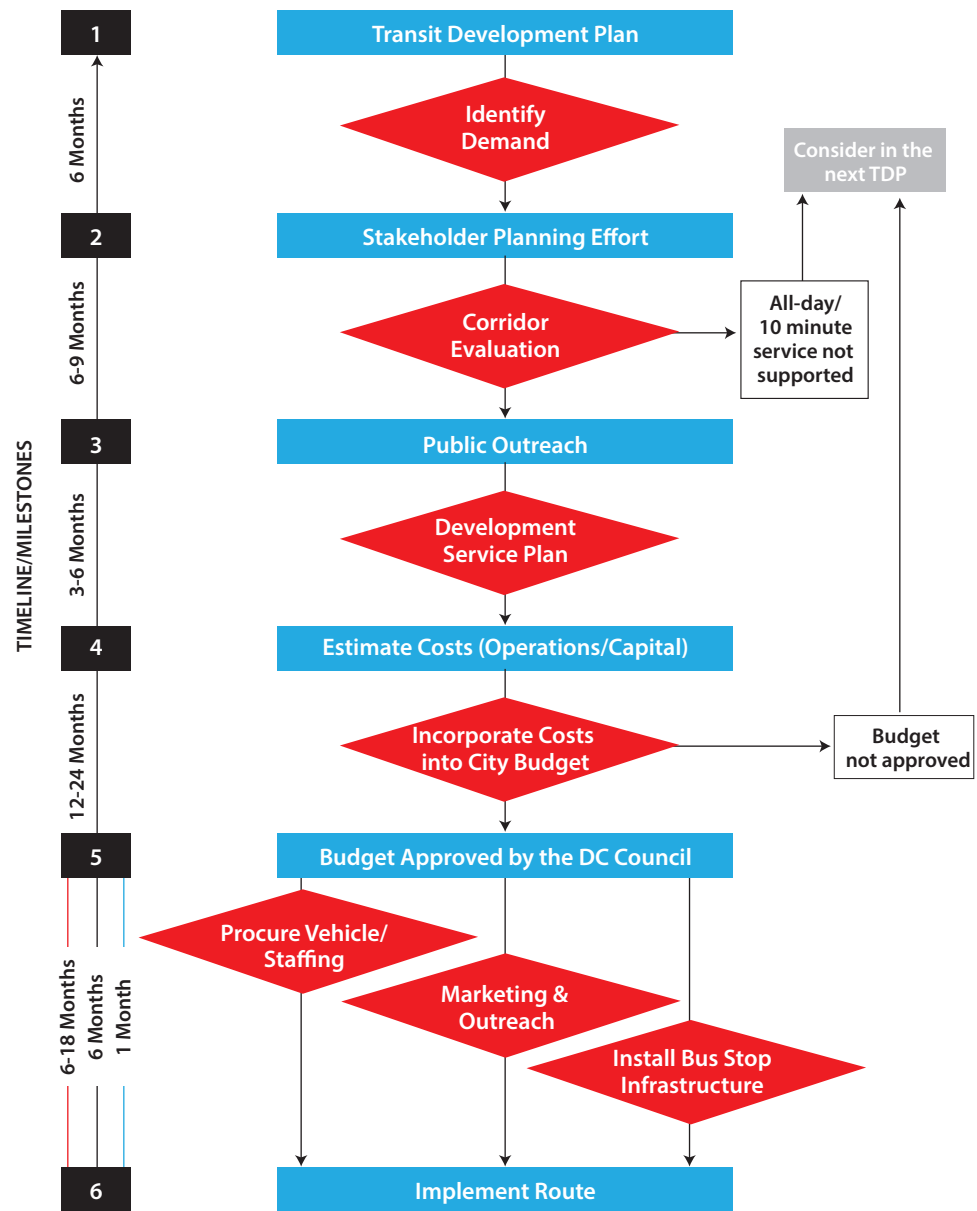 1
Transit Development Plan
Identify
Demand
6 Months
Consider in the
next TDP
2
Stakeholder Planning Effort
Corridor
Evaluation
All-day/
10 minute
service not
supported
6-9 Months
3
Public Outreach
TIMELINE/MILESTONES
Development
Service Plan
3-6 Months
4
Estimate Costs (Operations/Capital)
Incorporate Costs
into City Budget
Budget
not approved
12-24 Months
5
Budget Approved by the DC Council
Procure Vehicle/
Staffing
Marketing &
Outreach
Install Bus Stop
Infrastructure
6-18 Months
6 Months
1 Month
6
Implement Route